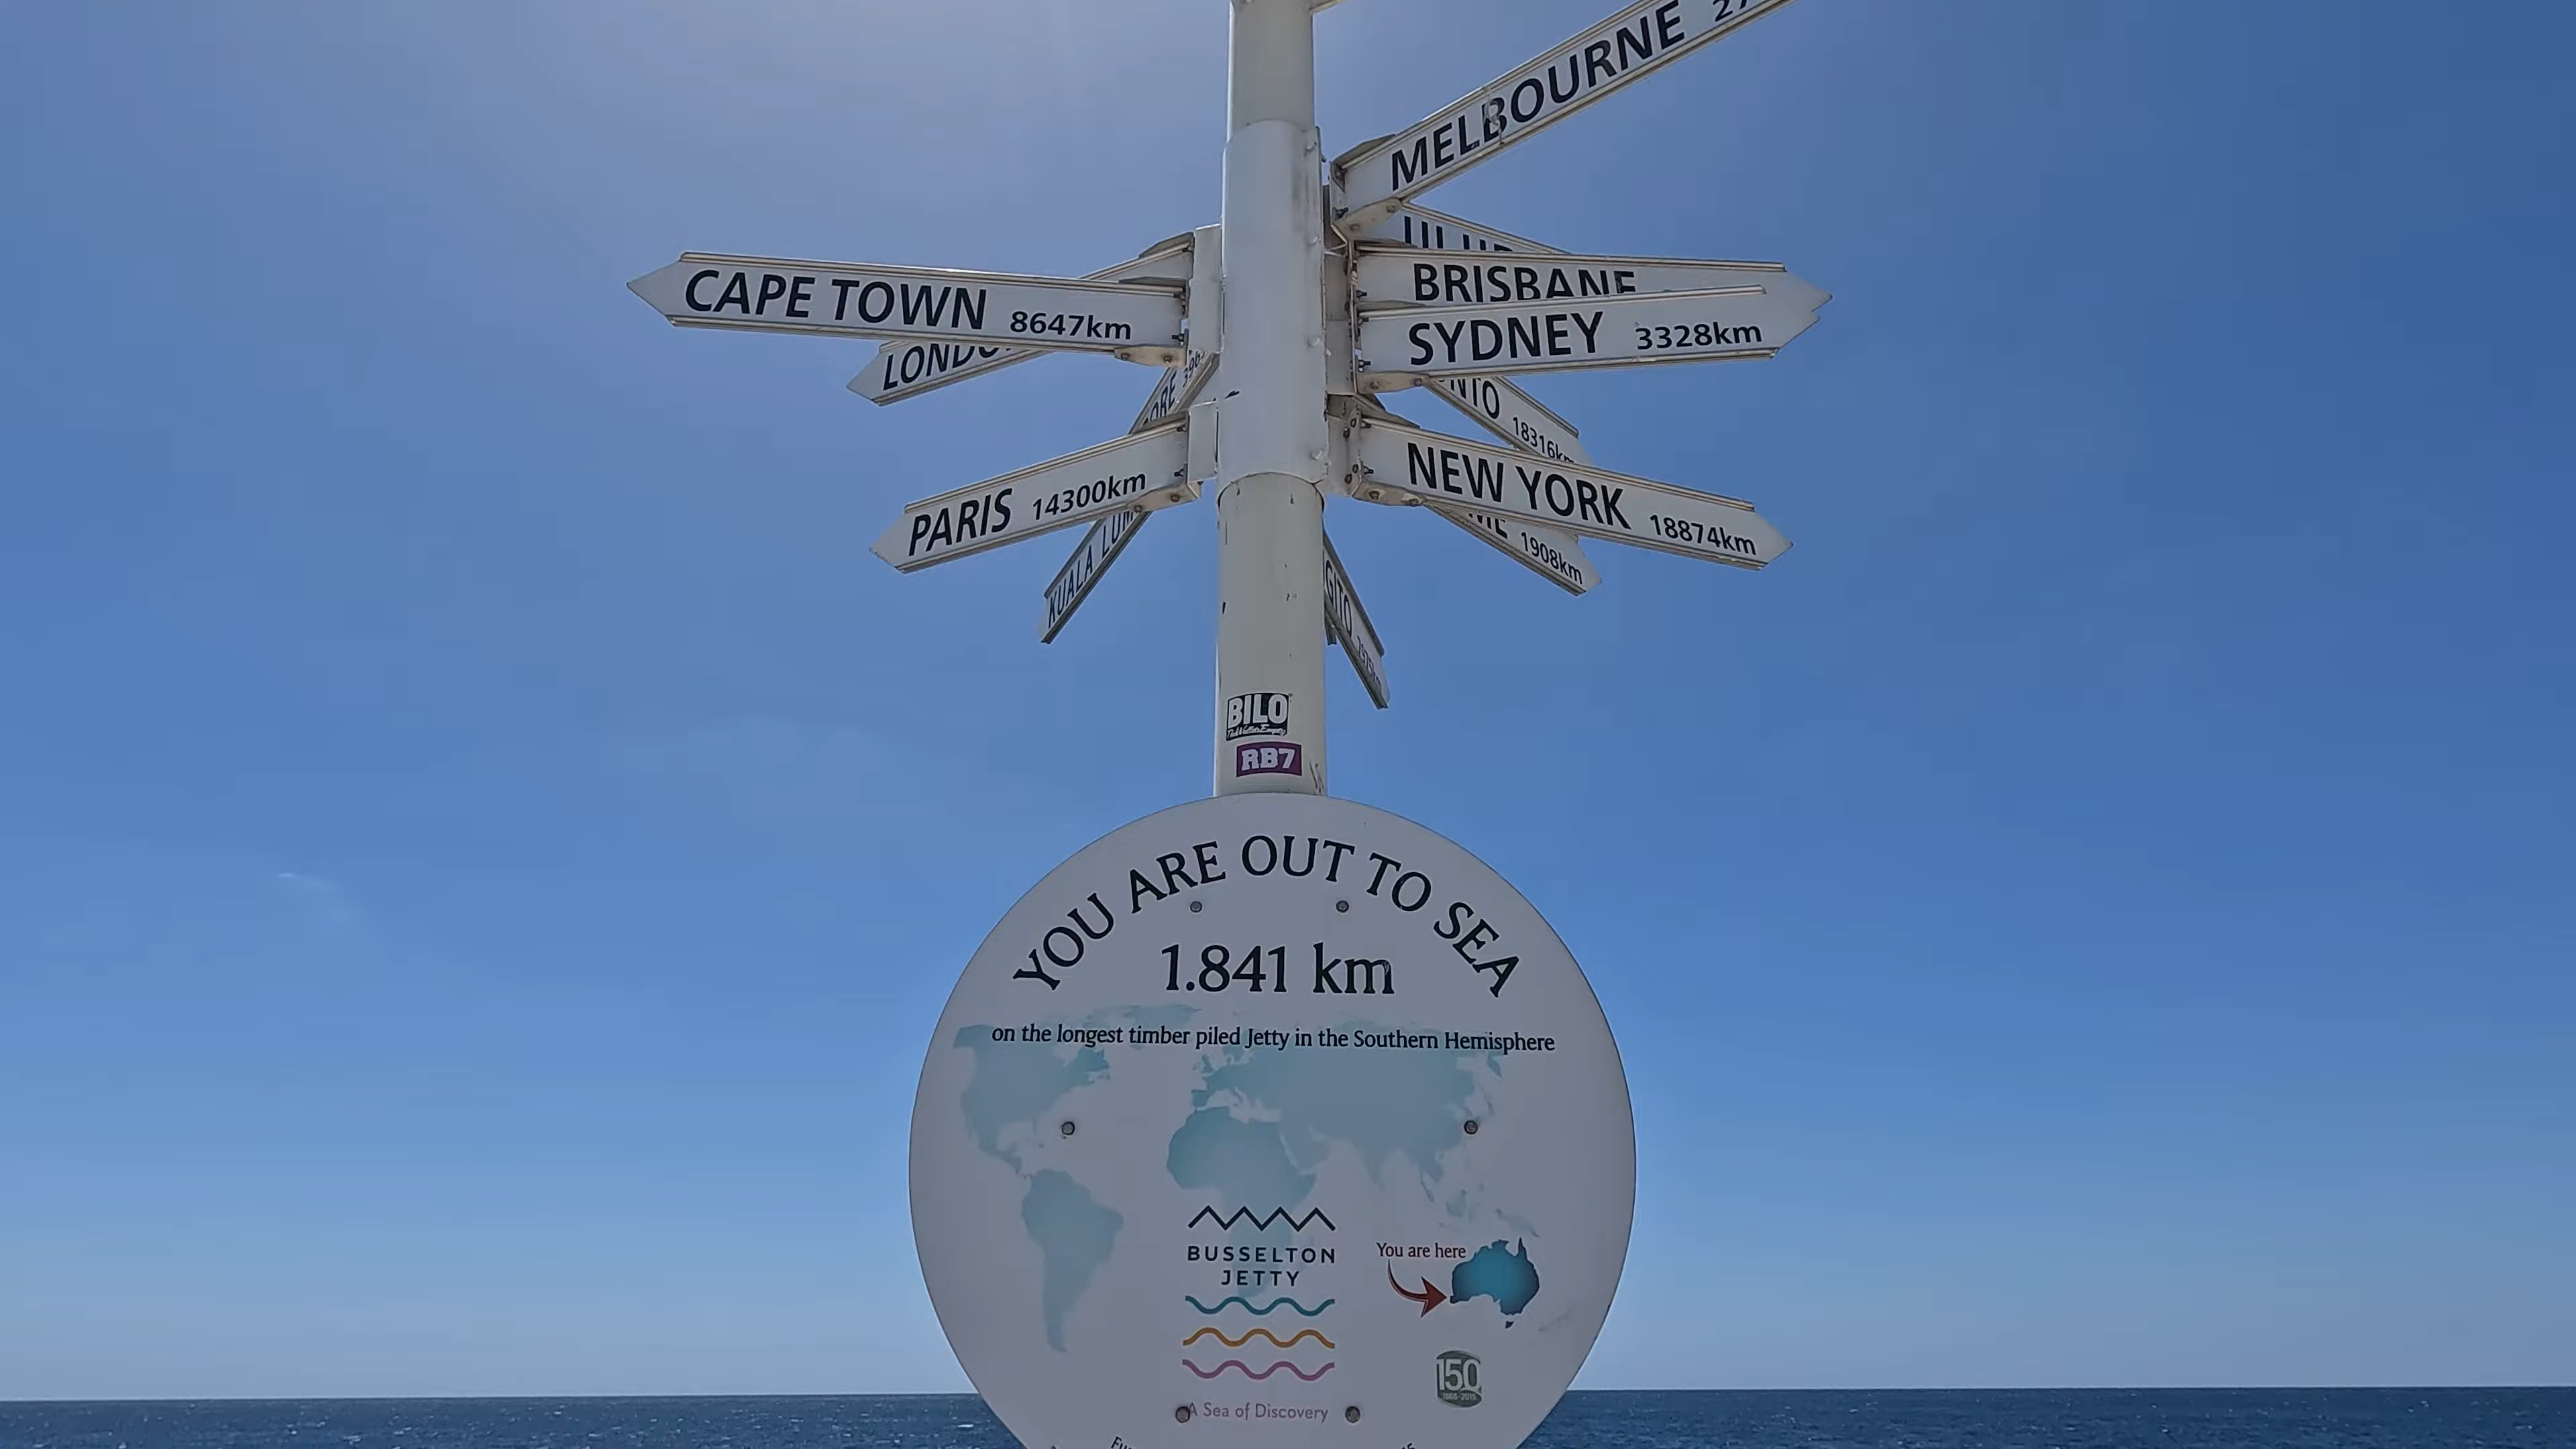 MELBOURNE
BRISBANE
CAPE TOWN 8647km
SYDNEY 3328km
18316km
NEW YORK 18874km
PARIS 14300km
1908km
BILO
RB7
YOU ARE OUT TO SEA
1.841 km
on the longest timber piled Jetty in the Southern Hemisphere
BUSSELTON
JETTY
You are here
150
1865-2015
A Sea of Discovery